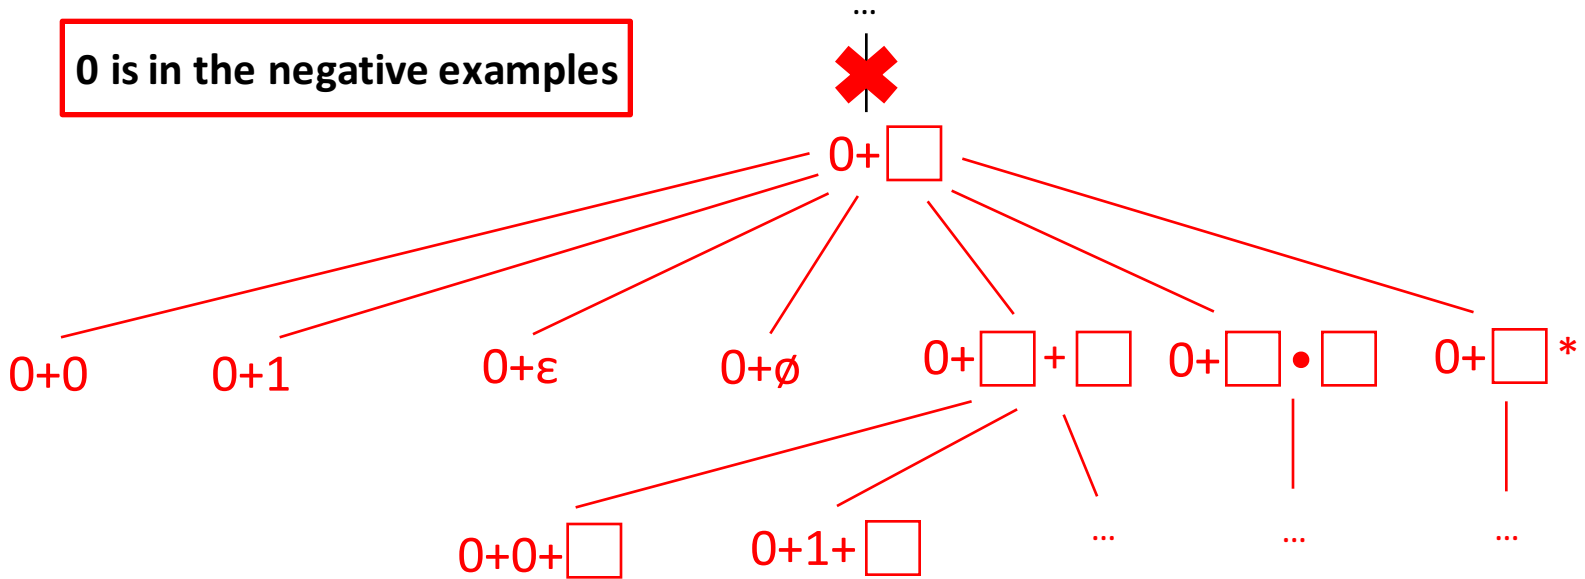 ...
0 is in the negative examples
0+□
0+0 0+1 0+ε 0+ø 0+□+□ 0+□•□ 0+□*
0+0+□ 0+1+□ ... ... ...